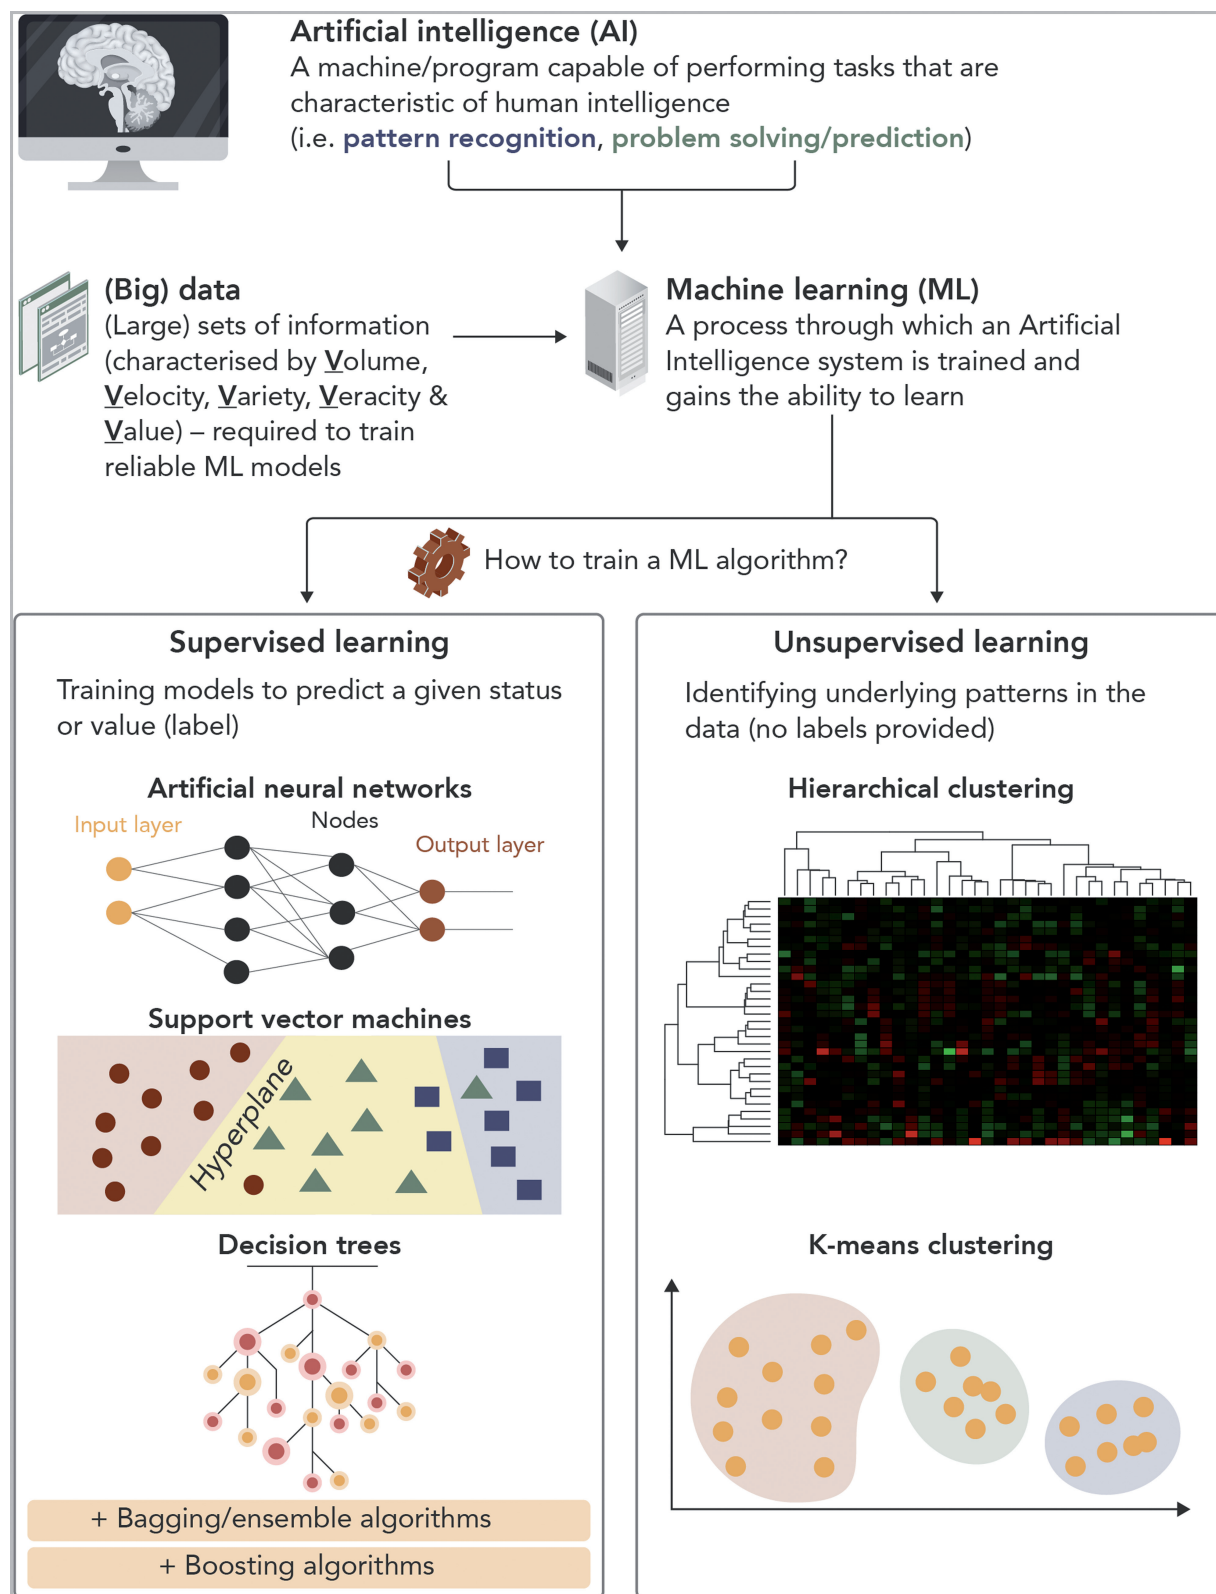 Artificial intelligence (AI)
A machine/program capable of performing tasks that are
characteristic of human intelligence
(i.e. pattern recognition, problem solving/prediction)
(Big) data
(Large) sets of information
(characterised by Volume,
Velocity, Variety, Veracity &
Value) – required to train
reliable ML models
Machine learning (ML)
A process through which an Artificial
Intelligence system is trained and
gains the ability to learn
How to train a ML algorithm?
Supervised learning
Training models to predict a given status
or value (label)
Artificial neural networks
Input layer
Nodes
Output layer
Support vector machines
Hyperplane
Decision trees
+ Bagging/ensemble algorithms
+ Boosting algorithms
Unsupervised learning
Identifying underlying patterns in the
data (no labels provided)
Hierarchical clustering
K-means clustering